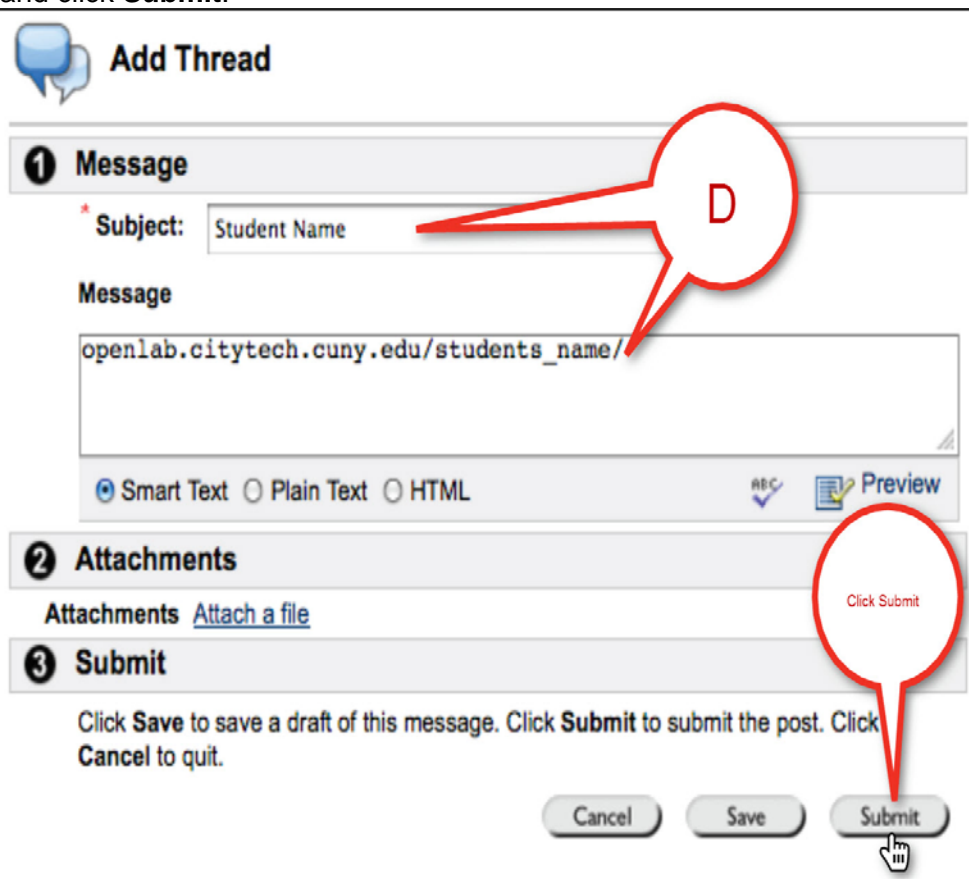 and click Submit.
Add Thread
1 Message
* Subject: Student Name
D
Message
openlab.citytech.cuny.edu/students_name/
Smart Text Plain Text HTML ABC Preview
2 Attachments
Click Submit
Attachments Attach a file
3 Submit
Click Save to save a draft of this message. Click Submit to submit the post. Click
Cancel to quit.
Cancel Save Submit